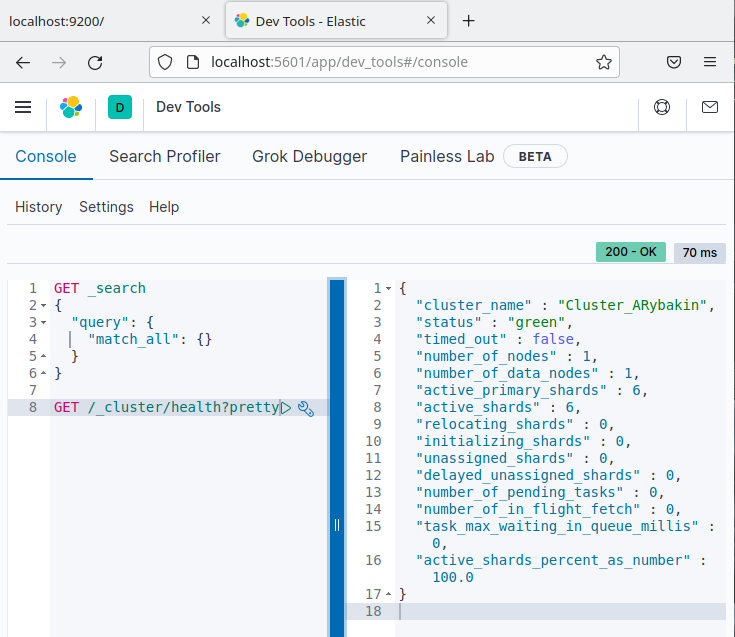 localhost:9200/
Dev Tools - Elastic
localhost:5601/app/dev_tools#/console
D Dev Tools
Console Search Profiler Grok Debugger Painless Lab BETA
History Settings Help
200 - OK 70 ms
1 GET _search
2 {
3 "query": {
4 "match_all": {}
5 }
6 }
7
8 GET /_cluster/health?pretty
1 {
2 "cluster_name" : "Cluster_ARybakin",
3 "status" : "green",
4 "timed_out" : false,
5 "number_of_nodes" : 1,
6 "number_of_data_nodes" : 1,
7 "active_primary_shards" : 6,
8 "active_shards" : 6,
9 "relocating_shards" : 0,
10 "initializing_shards" : 0,
11 "unassigned_shards" : 0,
12 "delayed_unassigned_shards" : 0,
13 "number_of_pending_tasks" : 0,
14 "number_of_in_flight_fetch" : 0,
15 "task_max_waiting_in_queue_millis" :
0,
16 "active_shards_percent_as_number" :
100.0
17 }
18